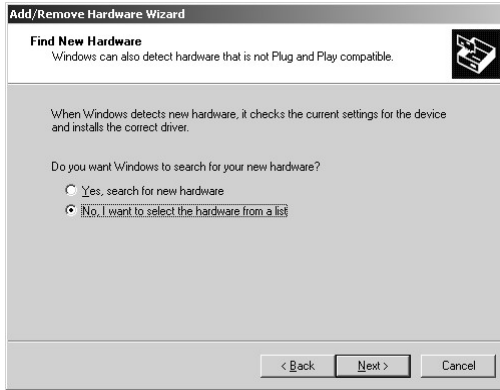 Add/Remove Hardware Wizard
Find New Hardware
Windows can also detect hardware that is not Plug and Play compatible.
When Windows detects new hardware, it checks the current settings for the device
and installs the correct driver.
Do you want Windows to search for your new hardware?
Yes, search for new hardware
No, I want to select the hardware from a list
< Back
Next >
Cancel